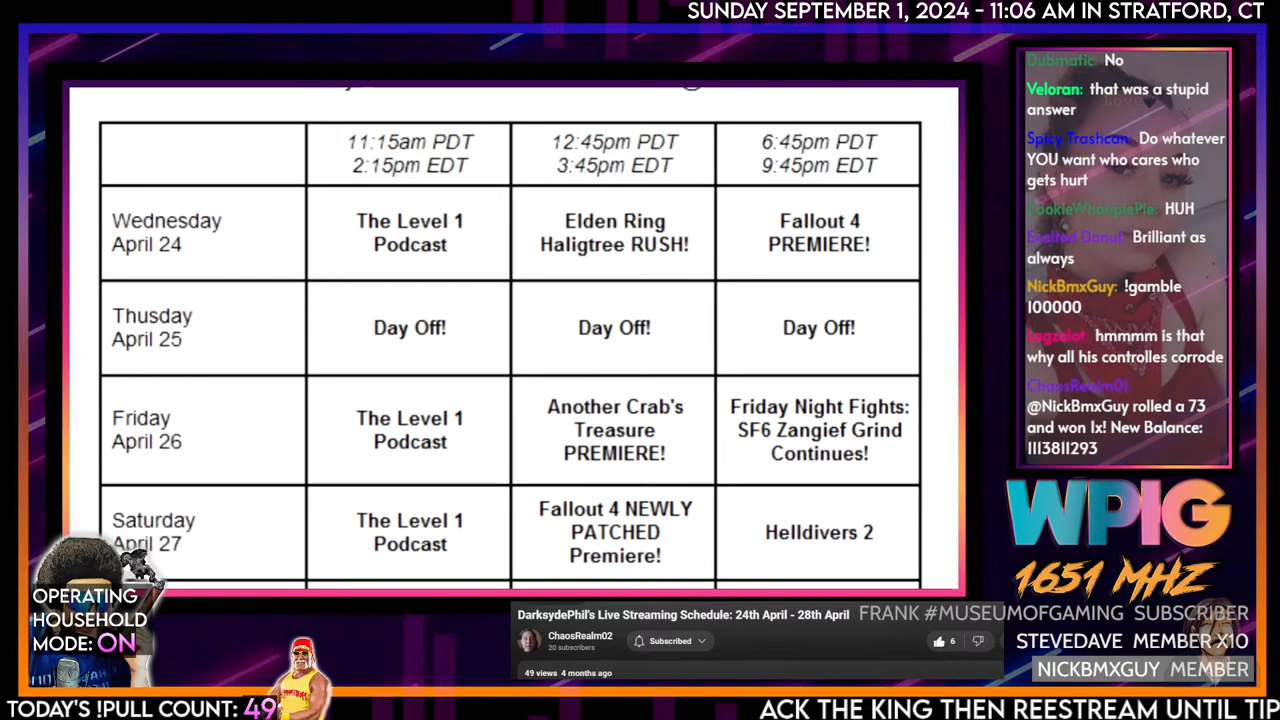 SUNDAY SEPTEMBER 1, 2024 - 11:06 AM IN STRATFORD, CT
11:15am PDT
2:15pm EDT
12:45pm PDT
3:45pm EDT
6:45pm PDT
9:45pm EDT
Wednesday
April 24
The Level 1
Podcast
Elden Ring
Haligtree RUSH!
Fallout 4
PREMIERE!
Thusday
April 25
Day Off!
Day Off!
Day Off!
Friday
April 26
The Level 1
Podcast
Another Crab's
Treasure
PREMIERE!
Friday Night Fights:
SF6 Zangief Grind
Continues!
Saturday
April 27
The Level 1
Podcast
Fallout 4 NEWLY
PATCHED
Premiere!
Helldivers 2
Dubmatic: No
Veloran: that was a stupid
answer
Spicy Trashcan: Do whatever
YOU want who cares who
gets hurt
CookieWhoopiePie: HUH
Exalted Donut: Brilliant as
always
NickBmxGuy: !gamble
100000
Logzelot: hmmmm is that
why all his controlles corrode
ChaosRealm01:
@NickBmxGuy rolled a 73
and won 1x! New Balance:
1113811293
WPIG
1651 MHZ
OPERATING
HOUSEHOLD
MODE: ON
DarksydePhil's Live Streaming Schedule: 24th April - 28th April
ChaosRealm02
20 subscribers
Subscribed
6
49 views 4 months ago
FRANK #MUSEUMOFGAMING SUBSCRIBER
STEVEDAVE MEMBER X10
NICKBMXGUY MEMBER
TODAY'S !PULL COUNT: 49
ACK THE KING THEN REESTREAM UNTIL TIP